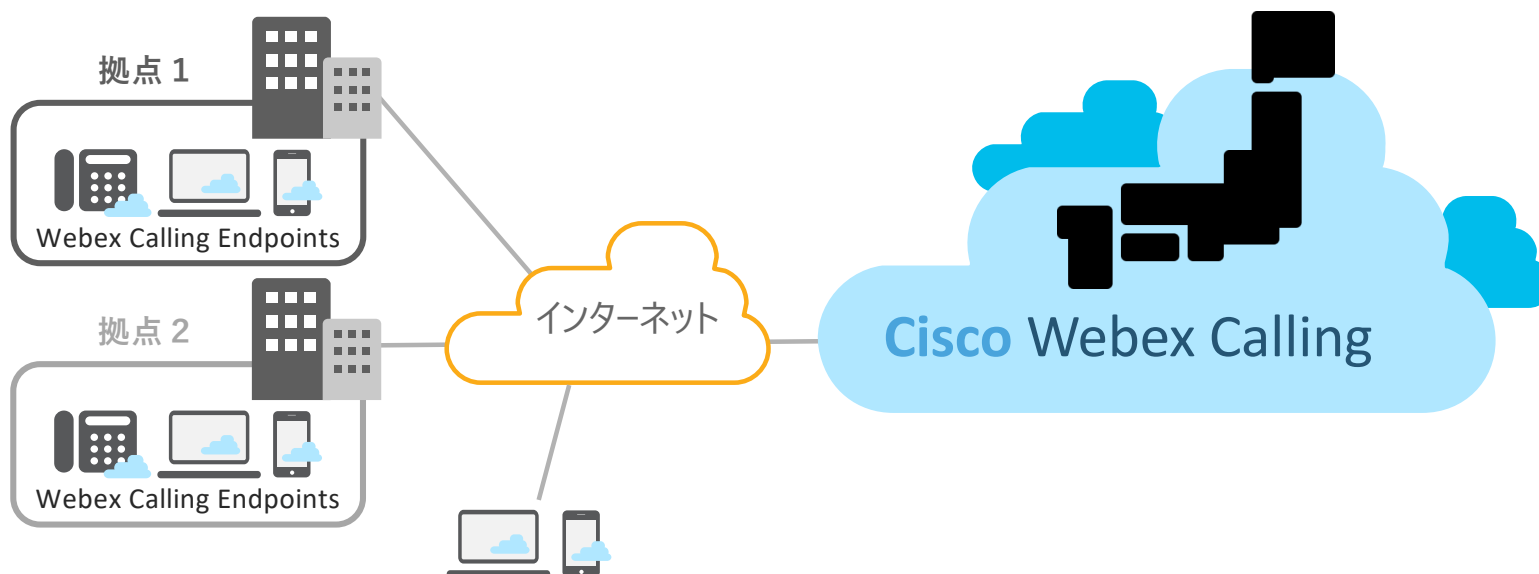 拠点 1
Webex Calling Endpoints
拠点 2
Webex Calling Endpoints
インターネット
Cisco Webex Calling